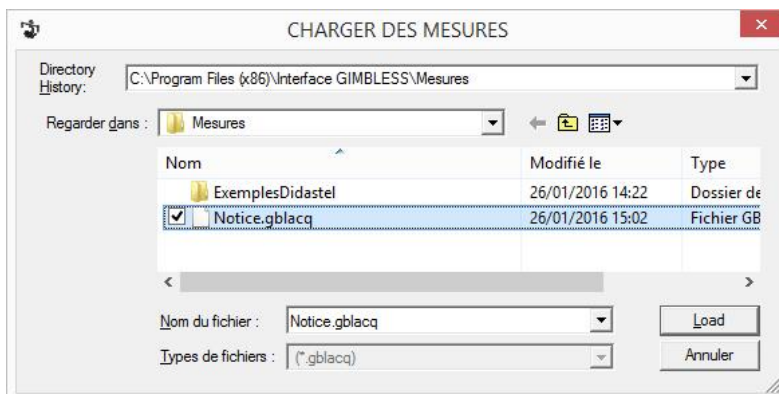 CHARGER DES MESURES
Directory History:
C:\Program Files (x86)\Interface GIMBLESS\Mesures
Regarder dans : Mesures
Nom Modifié le Type
ExemplesDidastel 26/01/2016 14:22 Dossier de
Notice.gblacq 26/01/2016 15:02 Fichier GB
Nom du fichier : Notice.gblacq Load
Types de fichiers : (*.gblacq) Annuler